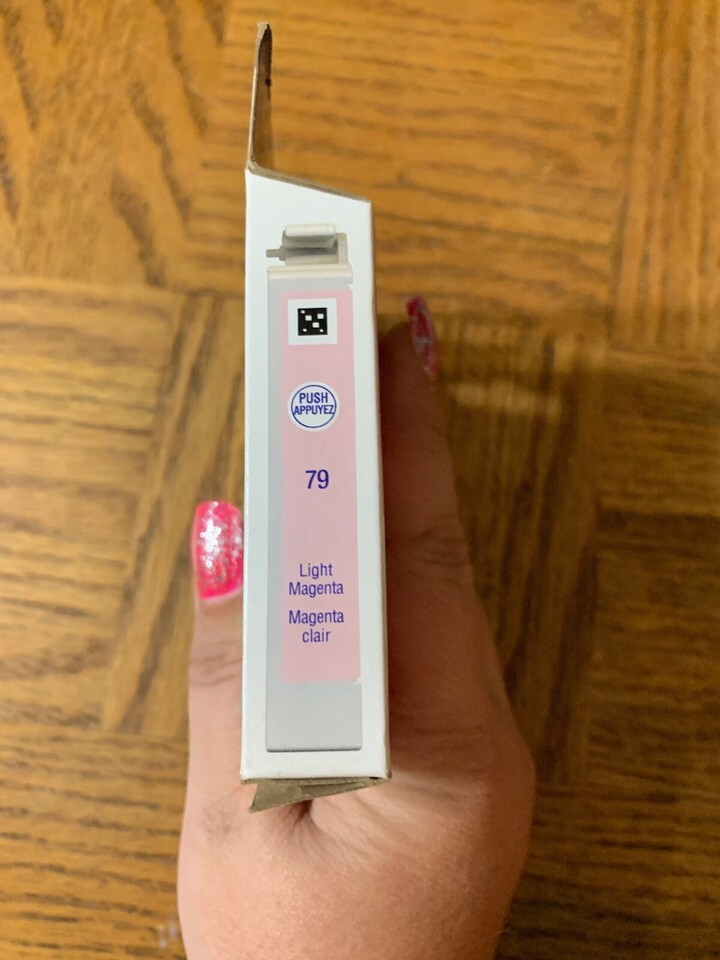 PUSH
APPUYEZ
79
Light
Magenta
Magenta
clair